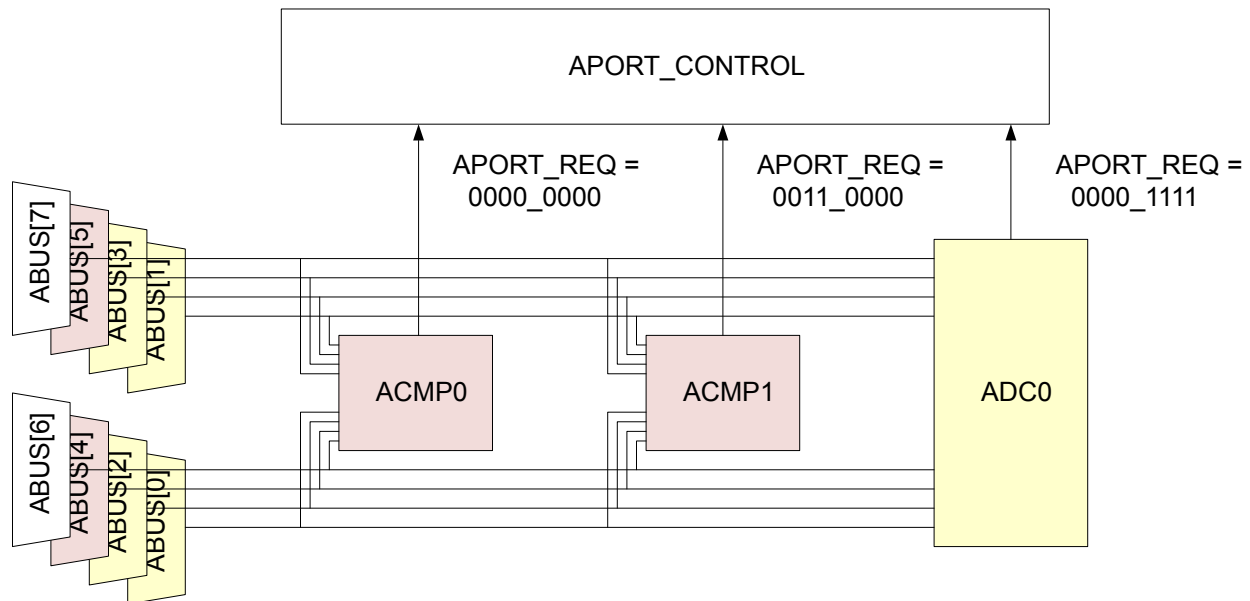 APORT_CONTROL
APORT_REQ =
0000_0000
APORT_REQ =
0011_0000
APORT_REQ =
0000_1111
ABUS[7]
ABUS[5]
ABUS[3]
ABUS[1]
ACMP0
ACMP1
ADC0
ABUS[6]
ABUS[4]
ABUS[2]
ABUS[0]